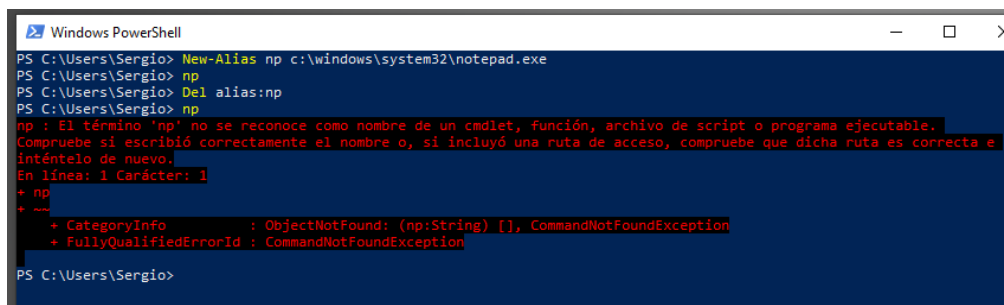 Windows PowerShell
PS C:\Users\Sergio> New-Alias np c:\windows\system32\notepad.exe
PS C:\Users\Sergio> np
PS C:\Users\Sergio> Del alias:np
PS C:\Users\Sergio> np
np : El término 'np' no se reconoce como nombre de un cmdlet, función, archivo de script o programa ejecutable.
Compruebe si escribió correctamente el nombre o, si incluyó una ruta de acceso, compruebe que dicha ruta es correcta e
inténtelo de nuevo.
En línea: 1 Carácter: 1
+ np
+ ~~
    + CategoryInfo          : ObjectNotFound: (np:String) [], CommandNotFoundException
    + FullyQualifiedErrorId : CommandNotFoundException
PS C:\Users\Sergio>